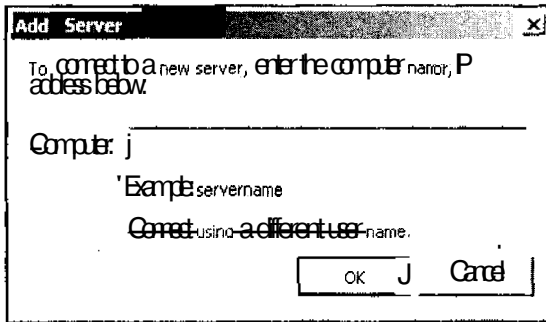 Add Server
To connect to a new server, enter the computer name or IP
address below.
Computer:
Example: servername
Connect using a different user name.
OK Cancel